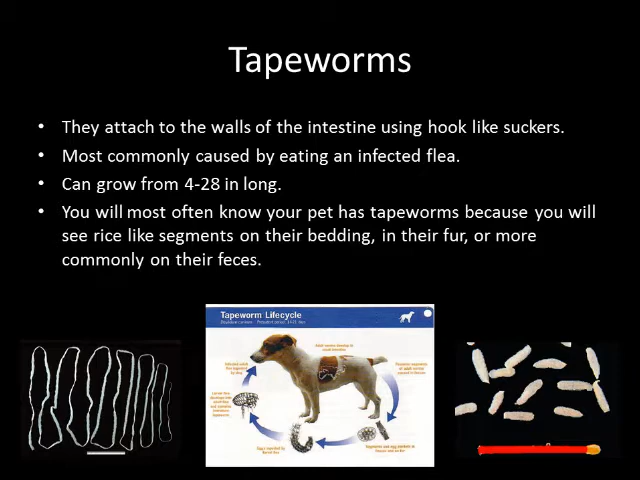 Tapeworms
• They attach to the walls of the intestine using hook like suckers.
• Most commonly caused by eating an infected flea.
• Can grow from 4-28 in long.
• You will most often know your pet has tapeworms because you will
see rice like segments on their bedding, in their fur, or more
commonly on their feces.
Tapeworm Lifecycle